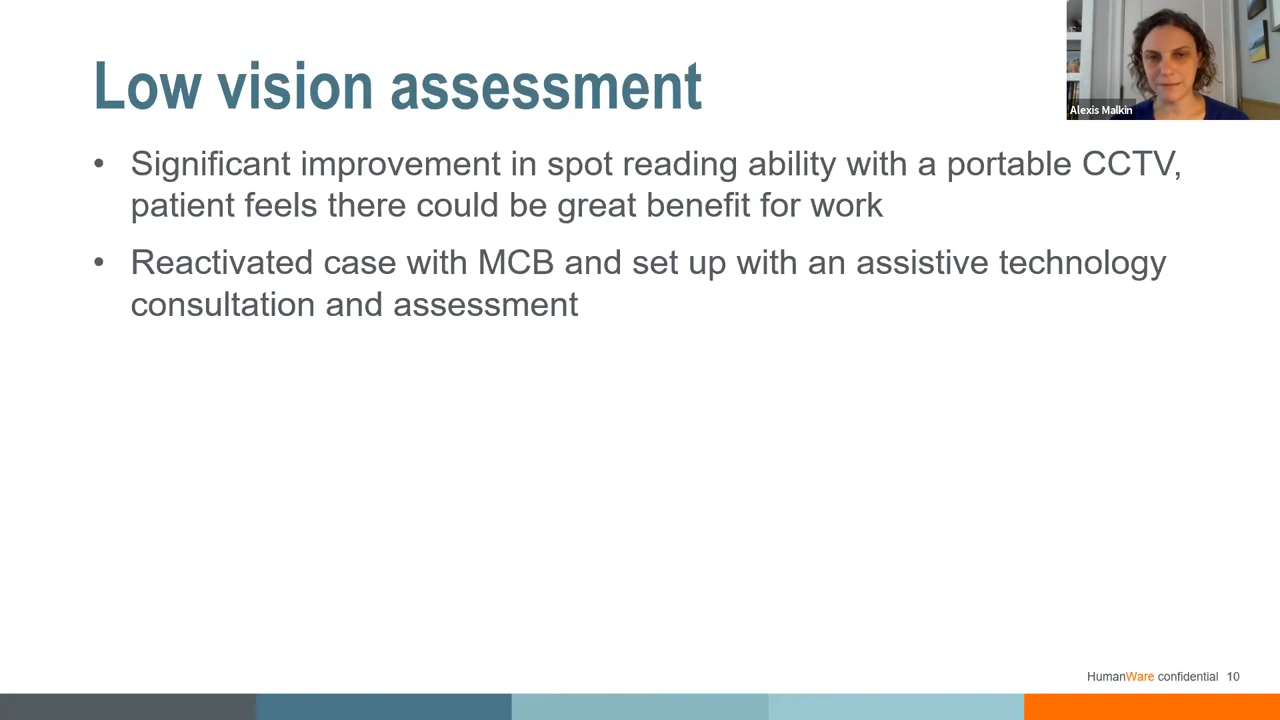 Low vision assessment
Alexis Malkin
• Significant improvement in spot reading ability with a portable CCTV,
patient feels there could be great benefit for work
• Reactivated case with MCB and set up with an assistive technology
consultation and assessment
HumanWare confidential 10